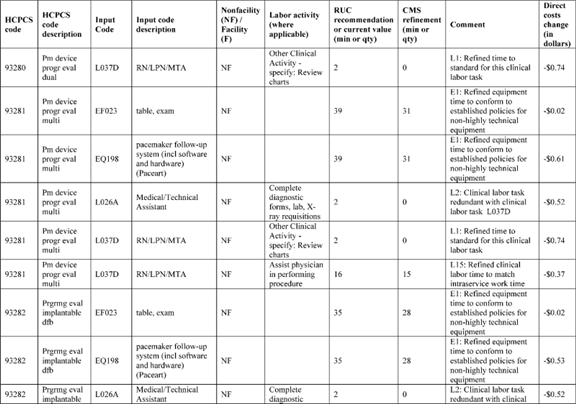 HCPCS code | HCPCS code description | Input Code | Input code description | Nonfacility (NF) / Facility (F) | Labor activity (where applicable) | RUC recommendation or current value (min or qty) | CMS refinement (min or qty) | Comment | Direct costs change (in dollars)
93280 | Pm device progr eval dual | L037D | RN/LPN/MTA | NF | Other Clinical Activity - specify: Review charts | 2 | 0 | L1: Refined time to standard for this clinical labor task | -$0.74
93281 | Pm device progr eval multi | EF023 | table, exam | NF | | 39 | 31 | E1: Refined equipment time to conform to established policies for non-highly technical equipment | -$0.02
93281 | Pm device progr eval multi | EQ198 | pacemaker follow-up system (incl software and hardware) (Paceart) | NF | | 39 | 31 | E1: Refined equipment time to conform to established policies for non-highly technical equipment | -$0.61
93281 | Pm device progr eval multi | L026A | Medical/Technical Assistant | NF | Complete diagnostic forms, lab, X-ray requisitions | 2 | 0 | L2: Clinical labor task redundant with clinical labor task L037D | -$0.52
93281 | Pm device progr eval multi | L037D | RN/LPN/MTA | NF | Other Clinical Activity - specify: Review charts | 2 | 0 | L1: Refined time to standard for this clinical labor task | -$0.74
93281 | Pm device progr eval multi | L037D | RN/LPN/MTA | NF | Assist physician in performing procedure | 16 | 15 | L15: Refined clinical labor time to match intraservice work time | -$0.37
93282 | Prgrmg eval implantable dfb | EF023 | table, exam | NF | | 35 | 28 | E1: Refined equipment time to conform to established policies for non-highly technical equipment | -$0.02
93282 | Prgrmg eval implantable dfb | EQ198 | pacemaker follow-up system (incl software and hardware) (Paceart) | NF | | 35 | 28 | E1: Refined equipment time to conform to established policies for non-highly technical equipment | -$0.53
93282 | Prgrmg eval implantable | L026A | Medical/Technical Assistant | NF | Complete diagnostic | 2 | 0 | L2: Clinical labor task redundant with clinical | -$0.52